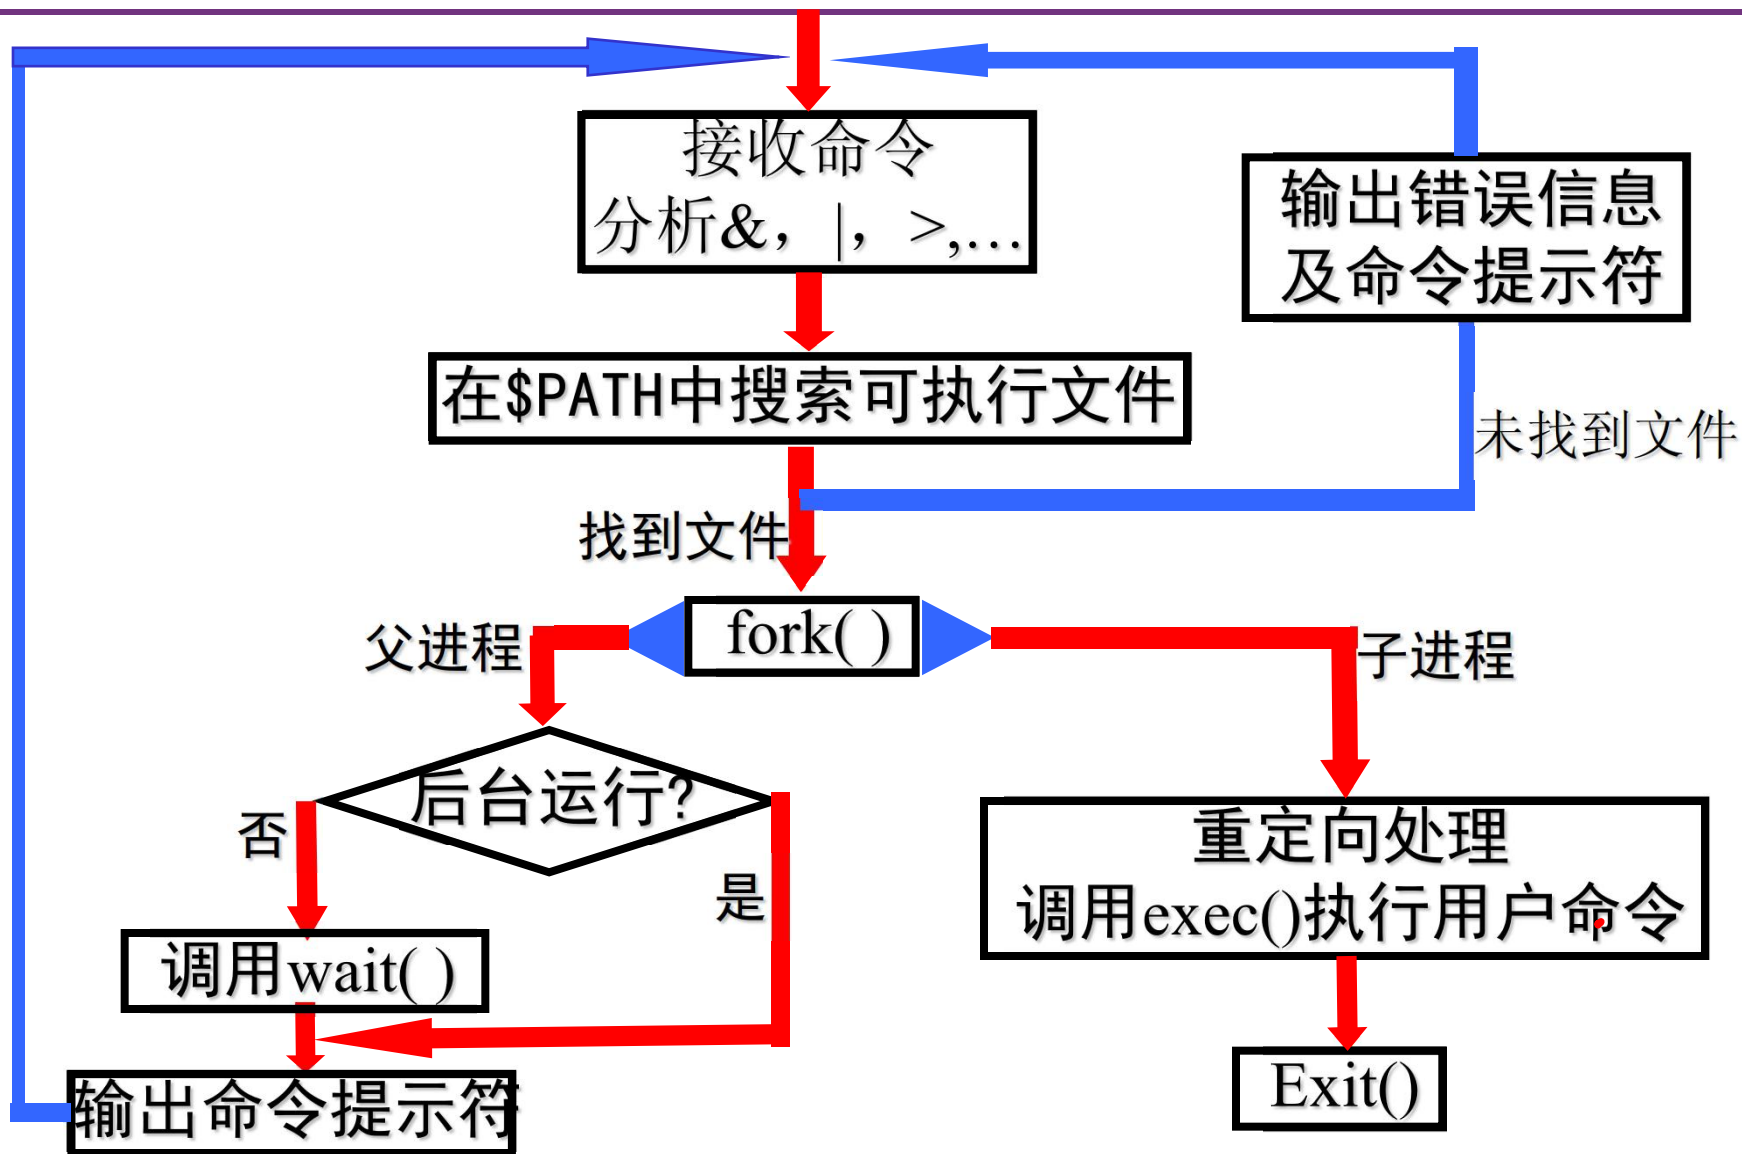 接收命令
分析&，|，>,…
输出错误信息
及命令提示符
在$PATH中搜索可执行文件
未找到文件
找到文件
fork( )
父进程
子进程
后台运行?
否
是
重定向处理
调用exec()执行用户命令
调用wait( )
Exit()
输出命令提示符